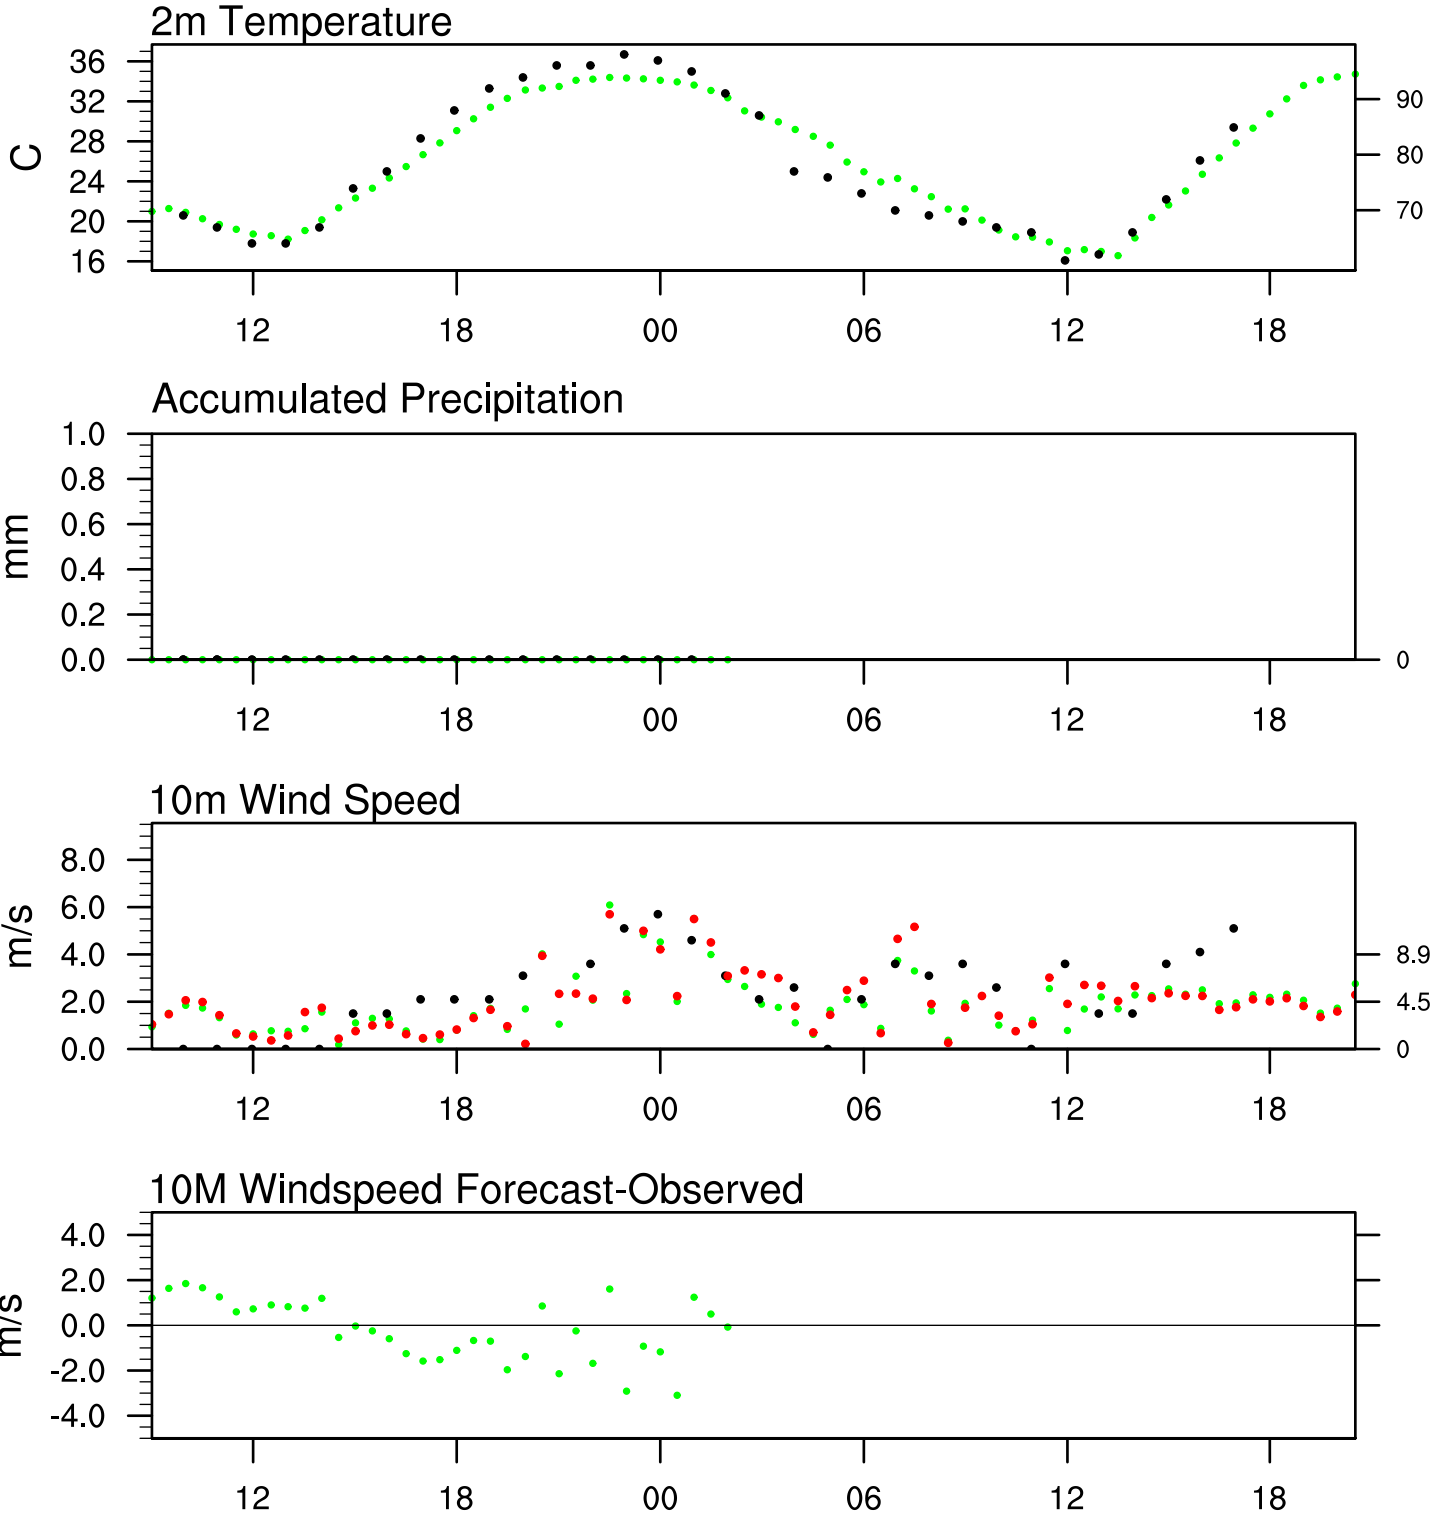 2m Temperature
36
32
28
24
20
16
C
90
80
70
12 18 00 06 12 18
Accumulated Precipitation
1.0
0.8
0.6
0.4
0.2
0.0
mm
0
12 18 00 06 12 18
10m Wind Speed
8.0
6.0
4.0
2.0
0.0
m/s
8.9
4.5
0
12 18 00 06 12 18
10M Windspeed Forecast-Observed
4.0
2.0
0.0
-2.0
-4.0
m/s
12 18 00 06 12 18